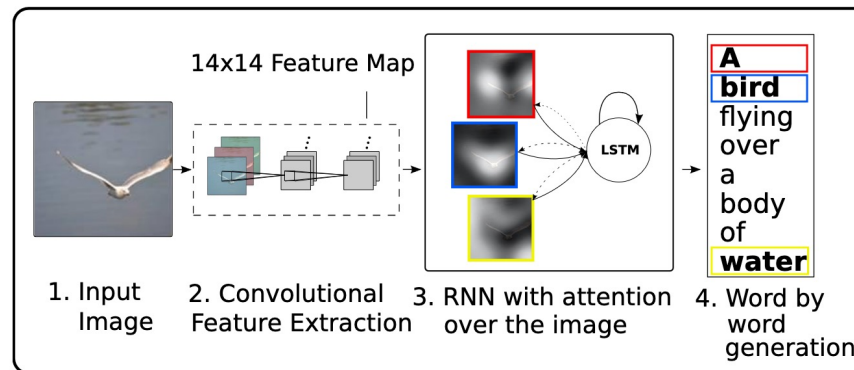 14x14 Feature Map
LSTM
A
bird
flying
over
a
body
of
water
1. Input
Image
2. Convolutional
Feature Extraction
3. RNN with attention
over the image
4. Word by
word
generation